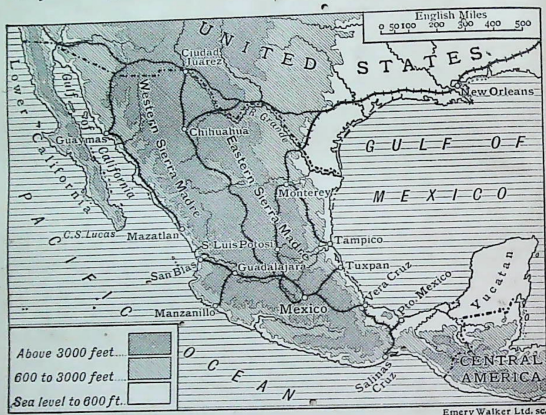 English Miles
0 50 100 200 300 400 500
UNITED STATES
Ciudad Juárez
New Orleans
Lower California
Gulf of California
Western Sierra Madre
R. Grande
Chihuahua
Guaymas
Eastern Sierra Madre
GULF OF MEXICO
Monterey
C.S. Lucas
Mazatlan
S. Luis Potosi
Tampico
San Blas
Guadalajara
Tuxpan
Mexico
Vera Cruz
Pto. Mexico
Yucatan
Manzanillo
PACIFIC OCEAN
Salinas Cruz
CENTRAL AMERICA
Above 3000 feet
600 to 3000 feet
Sea level to 600 ft.
Emery Walker Ltd. sc.